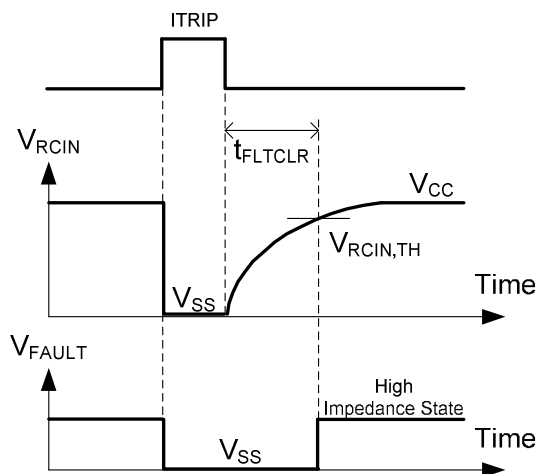 ITRIP
VRCIN
tFLTCLR
VCC
VRCIN,TH
VSS
Time
VFAULT
High
Impedance State
VSS
Time